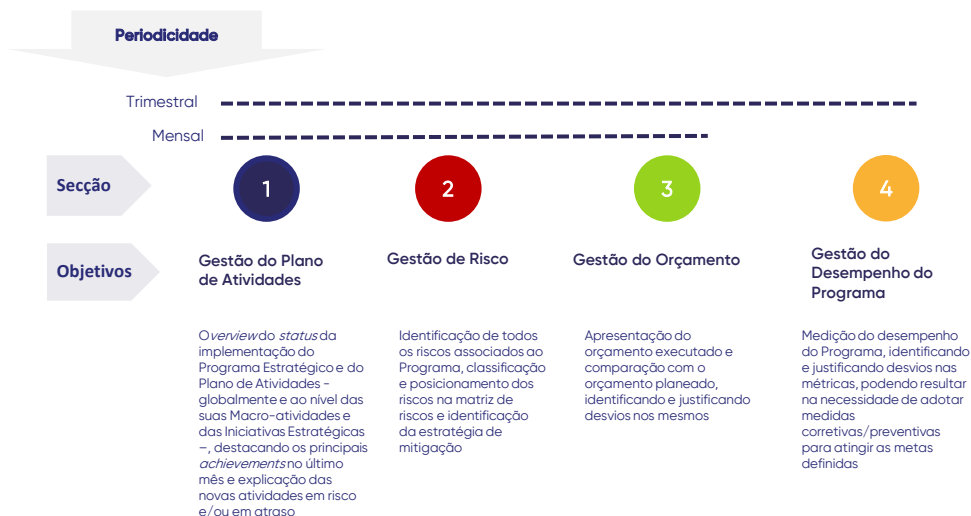 Periodicidade
Trimestral
Mensal
Secção
1
2
3
4
Objetivos
Gestão do Plano
de Atividades
Gestão de Risco
Gestão do Orçamento
Gestão do
Desempenho do
Programa
Overview do status da
implementação do
Programa Estratégico e do
Plano de Atividades -
globalmente e ao nível das
suas Macro-atividades e
das Iniciativas Estratégicas
–, destacando os principais
achievements no último
mês e explicação das
novas atividades em risco
e/ou em atraso
Identificação de todos
os riscos associados ao
Programa, classificação
e posicionamento dos
riscos na matriz de
riscos e identificação
da estratégia de
mitigação
Apresentação do
orçamento executado e
comparação com o
orçamento planeado,
identificando e justificando
desvios nos mesmos
Medição do desempenho
do Programa, identificando
e justificando desvios nas
métricas, podendo resultar
na necessidade de adotar
medidas
corretivas/preventivas
para atingir as metas
definidas